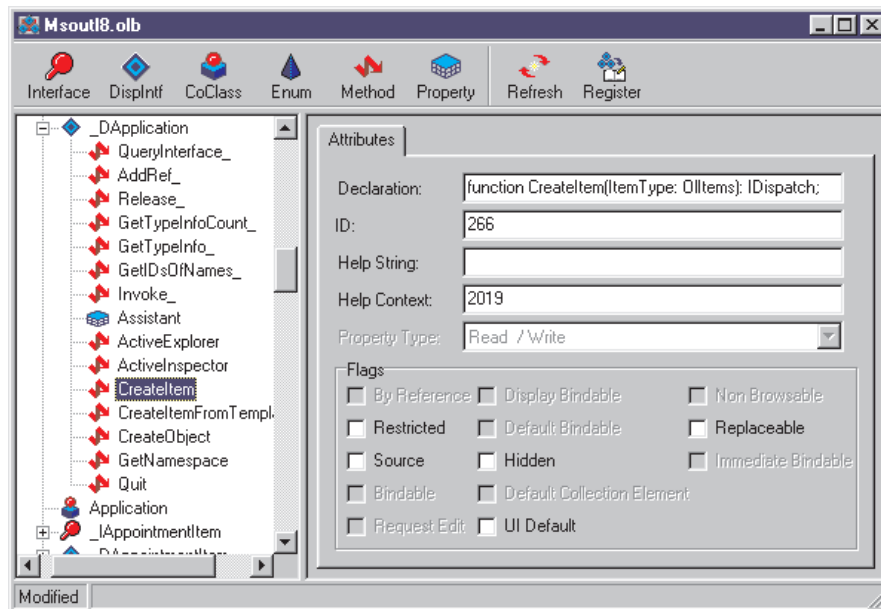 Msoutl8.olb
Interface DispIntf CoClass Enum Method Property Refresh Register
_DApplication
QueryInterface_
AddRef_
Release_
GetTypeInfoCount_
GetTypeInfo_
GetIDsOfNames_
Invoke_
Assistant
ActiveExplorer
ActiveInspector
CreateItem
CreateItemFromTempl
CreateObject
GetNamespace
Quit
Application
_IAppointmentItem
_DAppointmentItem
Attributes
Declaration: function CreateItem(ItemType: OlItems): IDispatch;
ID: 266
Help String:
Help Context: 2019
Property Type: Read / Write
Flags
By Reference Display Bindable Non Browsable
Restricted Default Bindable Replaceable
Source Hidden Immediate Bindable
Bindable Default Collection Element
Request Edit UI Default
Modified